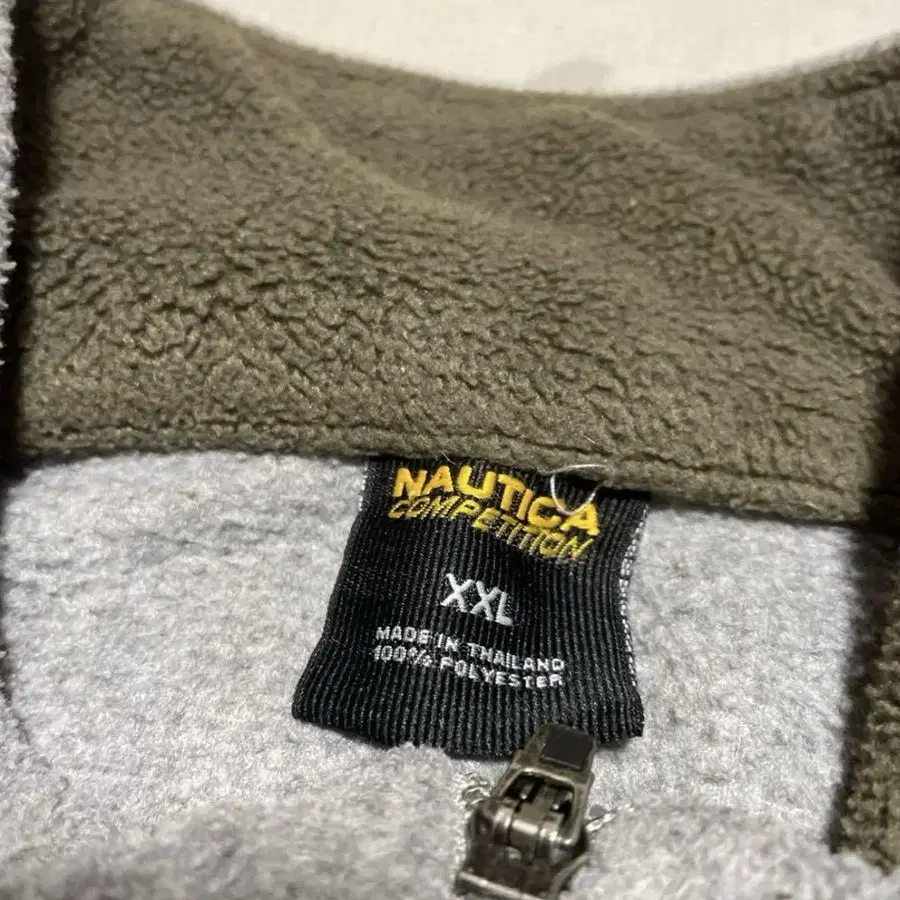 NAUTICA
COMPETITION
XXL
MADE IN THAILAND
100% POLYESTER